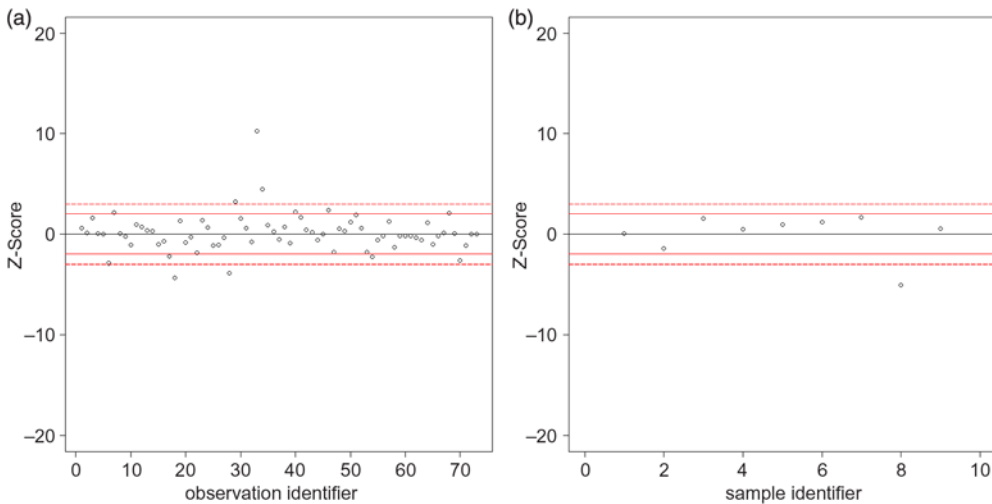 (a)
20
10
0
−10
−20
Z-Score
0 10 20 30 40 50 60 70
observation identifier
(b)
20
10
0
−10
−20
Z-Score
0 2 4 6 8 10
sample identifier